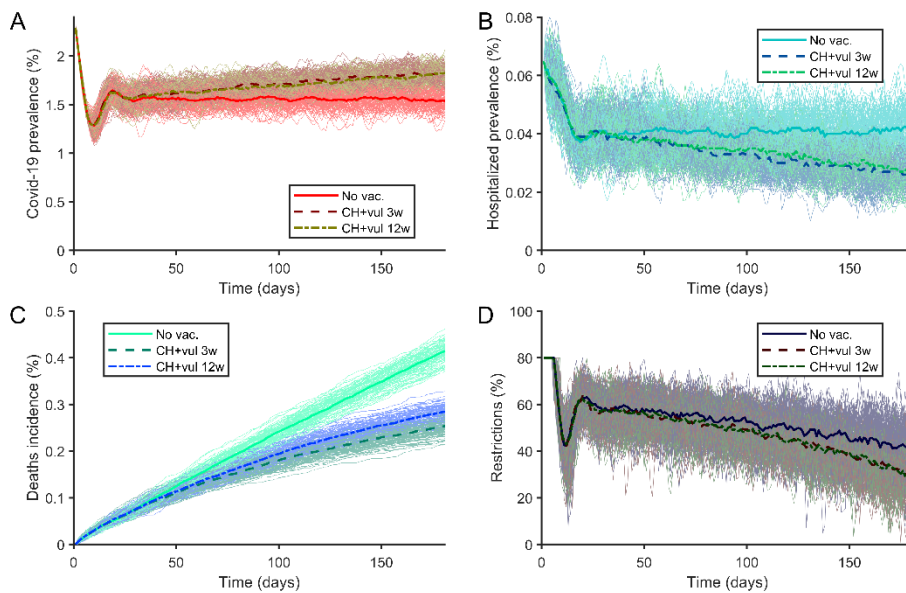 A
Covid-19 prevalence (%)
2
1.5
1
0.5
0
No vac.
CH+vul 3w
CH+vul 12w
0
50
100
150
Time (days)
B
Hospitalized prevalence (%)
0.08
0.06
0.04
0.02
0
No vac.
CH+vul 3w
CH+vul 12w
0
50
100
150
Time (days)
C
Deaths incidence (%)
0.5
0.4
0.3
0.2
0.1
0
No vac.
CH+vul 3w
CH+vul 12w
0
50
100
150
Time (days)
D
Restrictions (%)
100
80
60
40
20
0
No vac.
CH+vul 3w
CH+vul 12w
0
50
100
150
Time (days)